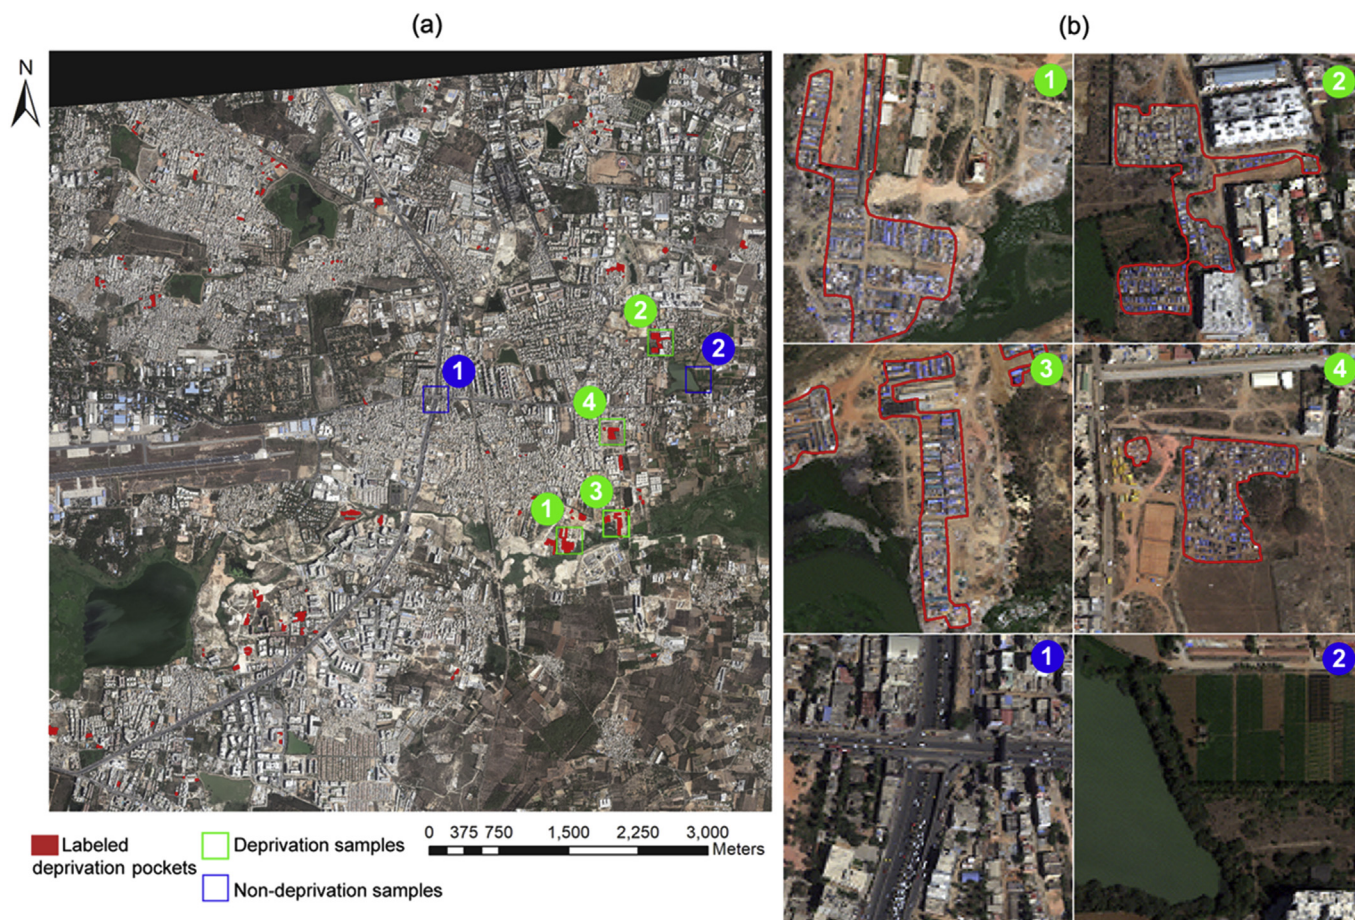 (a)
(b)
N
1
2
2
2
1
3
4
4
3
1
1
2
Labeled
deprivation pockets
Deprivation samples
Non-deprivation samples
0 375 750 1,500 2,250 3,000
Meters